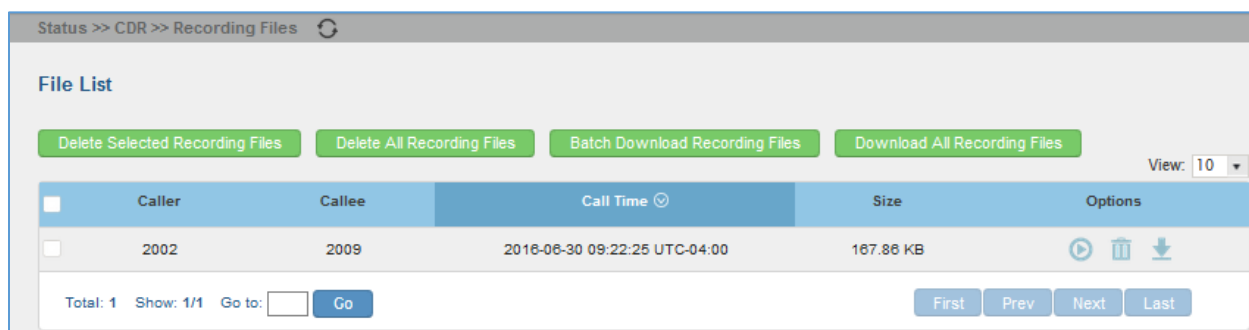 Status >> CDR >> Recording Files
File List
Delete Selected Recording Files Delete All Recording Files Batch Download Recording Files Download All Recording Files
View: 10
Caller Callee Call Time Size Options
2002 2009 2016-06-30 09:22:25 UTC-04:00 167.86 KB
Total: 1 Show: 1/1 Go to: Go First Prev Next Last